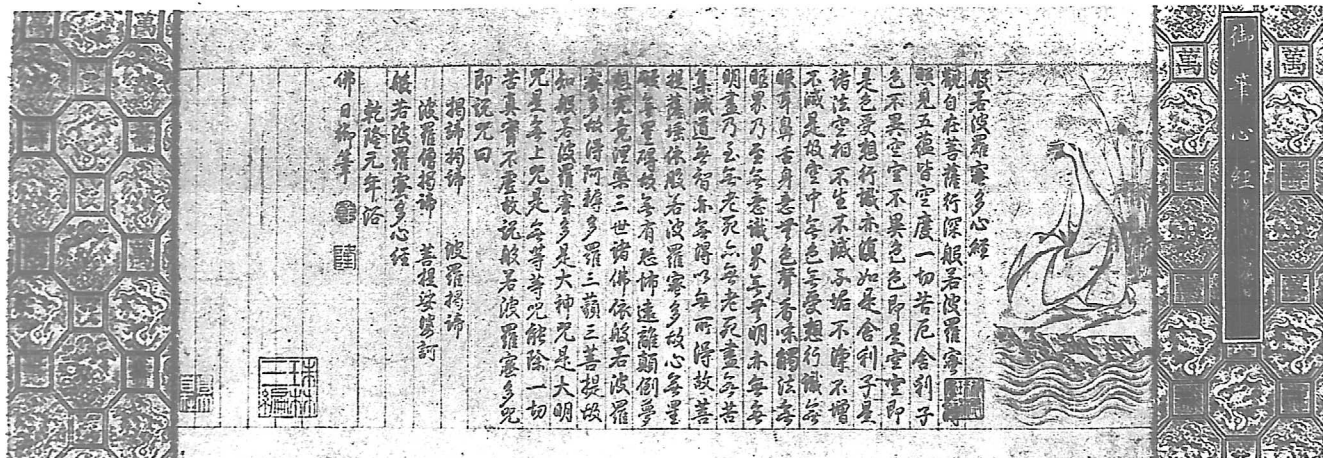 御筆心經
般若波羅蜜多心經
觀自在菩薩行深般若波羅蜜時
照見五蘊皆空度一切苦厄舍利子
色不異空空不異色色即是空空即
是色受想行識亦復如是舍利子是
諸法空相不生不滅不垢不淨不增
不減是故空中無色無受想行識無
眼耳鼻舌身意無色聲香味觸法無
眼界乃至無意識界無無明亦無無
明盡乃至無老死亦無老死盡無苦
集滅道無智亦無得以無所得故菩
提薩埵依般若波羅蜜多故心無罣
礙無罣礙故無有恐怖遠離顛倒夢
想究竟涅槃三世諸佛依般若波羅
蜜多故得阿耨多羅三藐三菩提故
知般若波羅蜜多是大神咒是大明
咒是無上咒是無等等咒能除一切
苦真實不虛故說般若波羅蜜多咒
即說咒曰
揭諦揭諦 波羅揭諦
波羅僧揭諦 菩提娑婆訶
般若波羅蜜多心經
乾隆元年浴
佛日御筆
珠林
三編
萬
萬
萬
萬